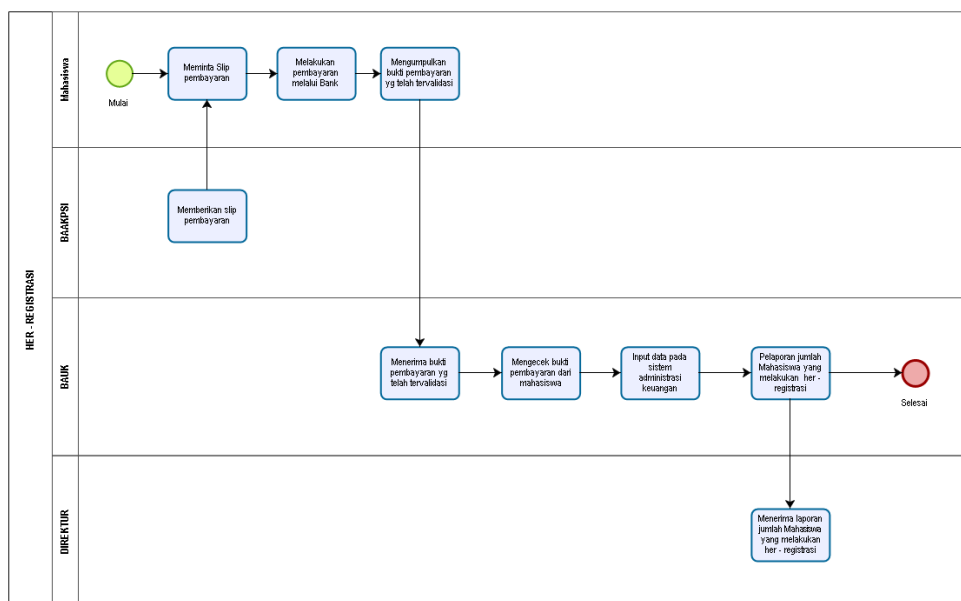 HER - REGISTRASI
Mahasiswa
Mulai
Meminta Slip
pembayaran
Melakukan
pembayaran
melalui Bank
Mengumpulkan
bukti pembayaran
yg telah tervalidasi
BAAKPSI
Memberikan slip
pembayaran
BAUK
Menerima bukti
pembayaran yg
telah tervalidasi
Mengecek bukti
pembayaran dari
mahasiswa
Input data pada
sistem
administrasi
keuangan
Pelaporan jumlah
Mahasiswa yang
melakukan her -
registrasi
Selesai
DIREKTUR
Menerima laporan
jumlah Mahasiswa
yang melakukan
her - registrasi